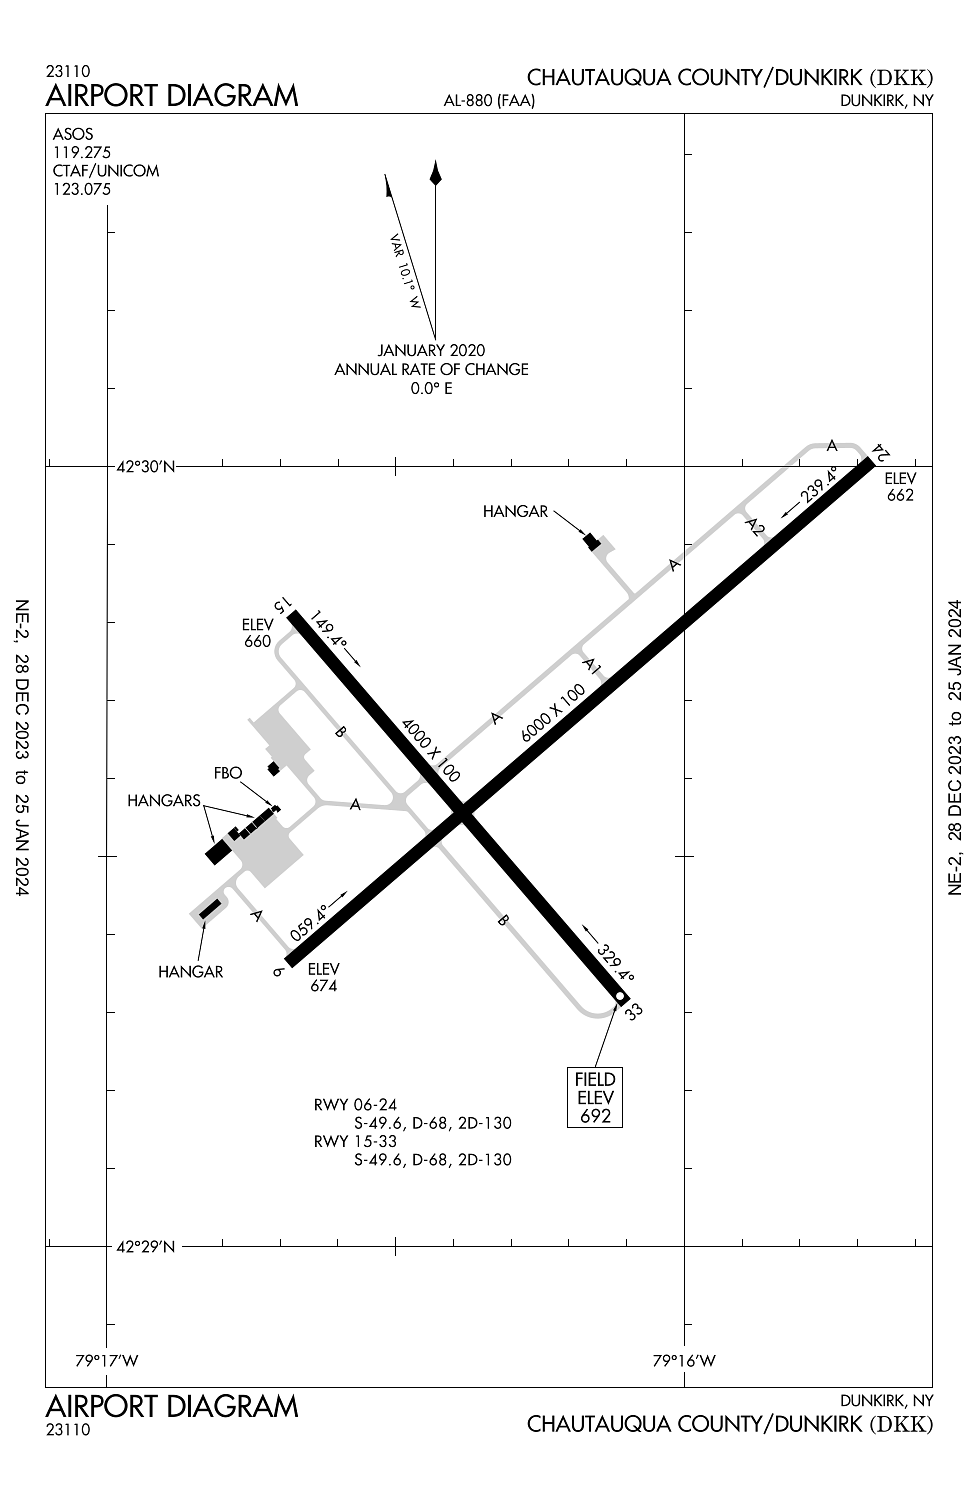 23110
AIRPORT DIAGRAM
AL-880 (FAA)
CHAUTAUQUA COUNTY/DUNKIRK (DKK)
DUNKIRK, NY
ASOS
119.275
CTAF/UNICOM
123.075
VAR 10.1° W
JANUARY 2020
ANNUAL RATE OF CHANGE
0.0° E
42°30'N
A
24
ELEV
662
239.4°
A2
HANGAR
A
15
ELEV
660
149.4°
A1
6000 X 100
A
4000 X 100
B
FBO
HANGARS
A
A
059.4°
B
HANGAR
6
ELEV
674
329.4°
33
FIELD
ELEV
692
RWY 06-24
S-49.6, D-68, 2D-130
RWY 15-33
S-49.6, D-68, 2D-130
42°29'N
79°17'W
79°16'W
NE-2, 28 DEC 2023 to 25 JAN 2024
NE-2, 28 DEC 2023 to 25 JAN 2024
AIRPORT DIAGRAM
23110
DUNKIRK, NY
CHAUTAUQUA COUNTY/DUNKIRK (DKK)